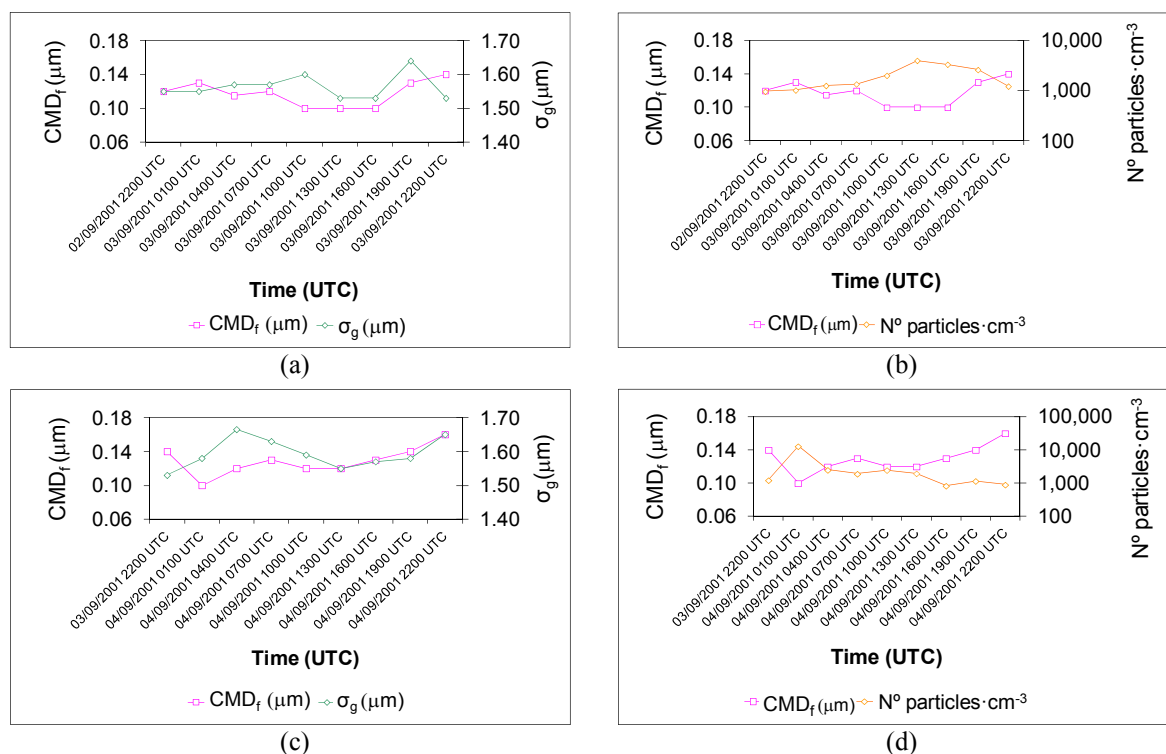 CMDf (μm)
0.18
0.14
0.10
0.06
1.70
1.60
1.50
1.40
σg(μm)
02/09/2001 2200 UTC
03/09/2001 0100 UTC
03/09/2001 0400 UTC
03/09/2001 0700 UTC
03/09/2001 1000 UTC
03/09/2001 1300 UTC
03/09/2001 1600 UTC
03/09/2001 1900 UTC
03/09/2001 2200 UTC
Time (UTC)
CMDf (μm) σg (μm)
(a)
CMDf (μm)
0.18
0.14
0.10
0.06
10,000
1,000
100
Nº particles·cm-3
02/09/2001 2200 UTC
03/09/2001 0100 UTC
03/09/2001 0400 UTC
03/09/2001 0700 UTC
03/09/2001 1000 UTC
03/09/2001 1300 UTC
03/09/2001 1600 UTC
03/09/2001 1900 UTC
03/09/2001 2200 UTC
Time (UTC)
CMDf (μm) Nº particles·cm-3
(b)
CMDf (μm)
0.18
0.14
0.10
0.06
1.70
1.60
1.50
1.40
σg(μm)
03/09/2001 2200 UTC
04/09/2001 0100 UTC
04/09/2001 0400 UTC
04/09/2001 0700 UTC
04/09/2001 1000 UTC
04/09/2001 1300 UTC
04/09/2001 1600 UTC
04/09/2001 1900 UTC
04/09/2001 2200 UTC
Time (UTC)
CMDf (μm) σg (μm)
(c)
CMDf (μm)
0.18
0.14
0.10
0.06
100,000
10,000
1,000
100
Nº particles·cm-3
03/09/2001 2200 UTC
04/09/2001 0100 UTC
04/09/2001 0400 UTC
04/09/2001 0700 UTC
04/09/2001 1000 UTC
04/09/2001 1300 UTC
04/09/2001 1600 UTC
04/09/2001 1900 UTC
04/09/2001 2200 UTC
Time (UTC)
CMDf (μm) Nº particles·cm-3
(d)